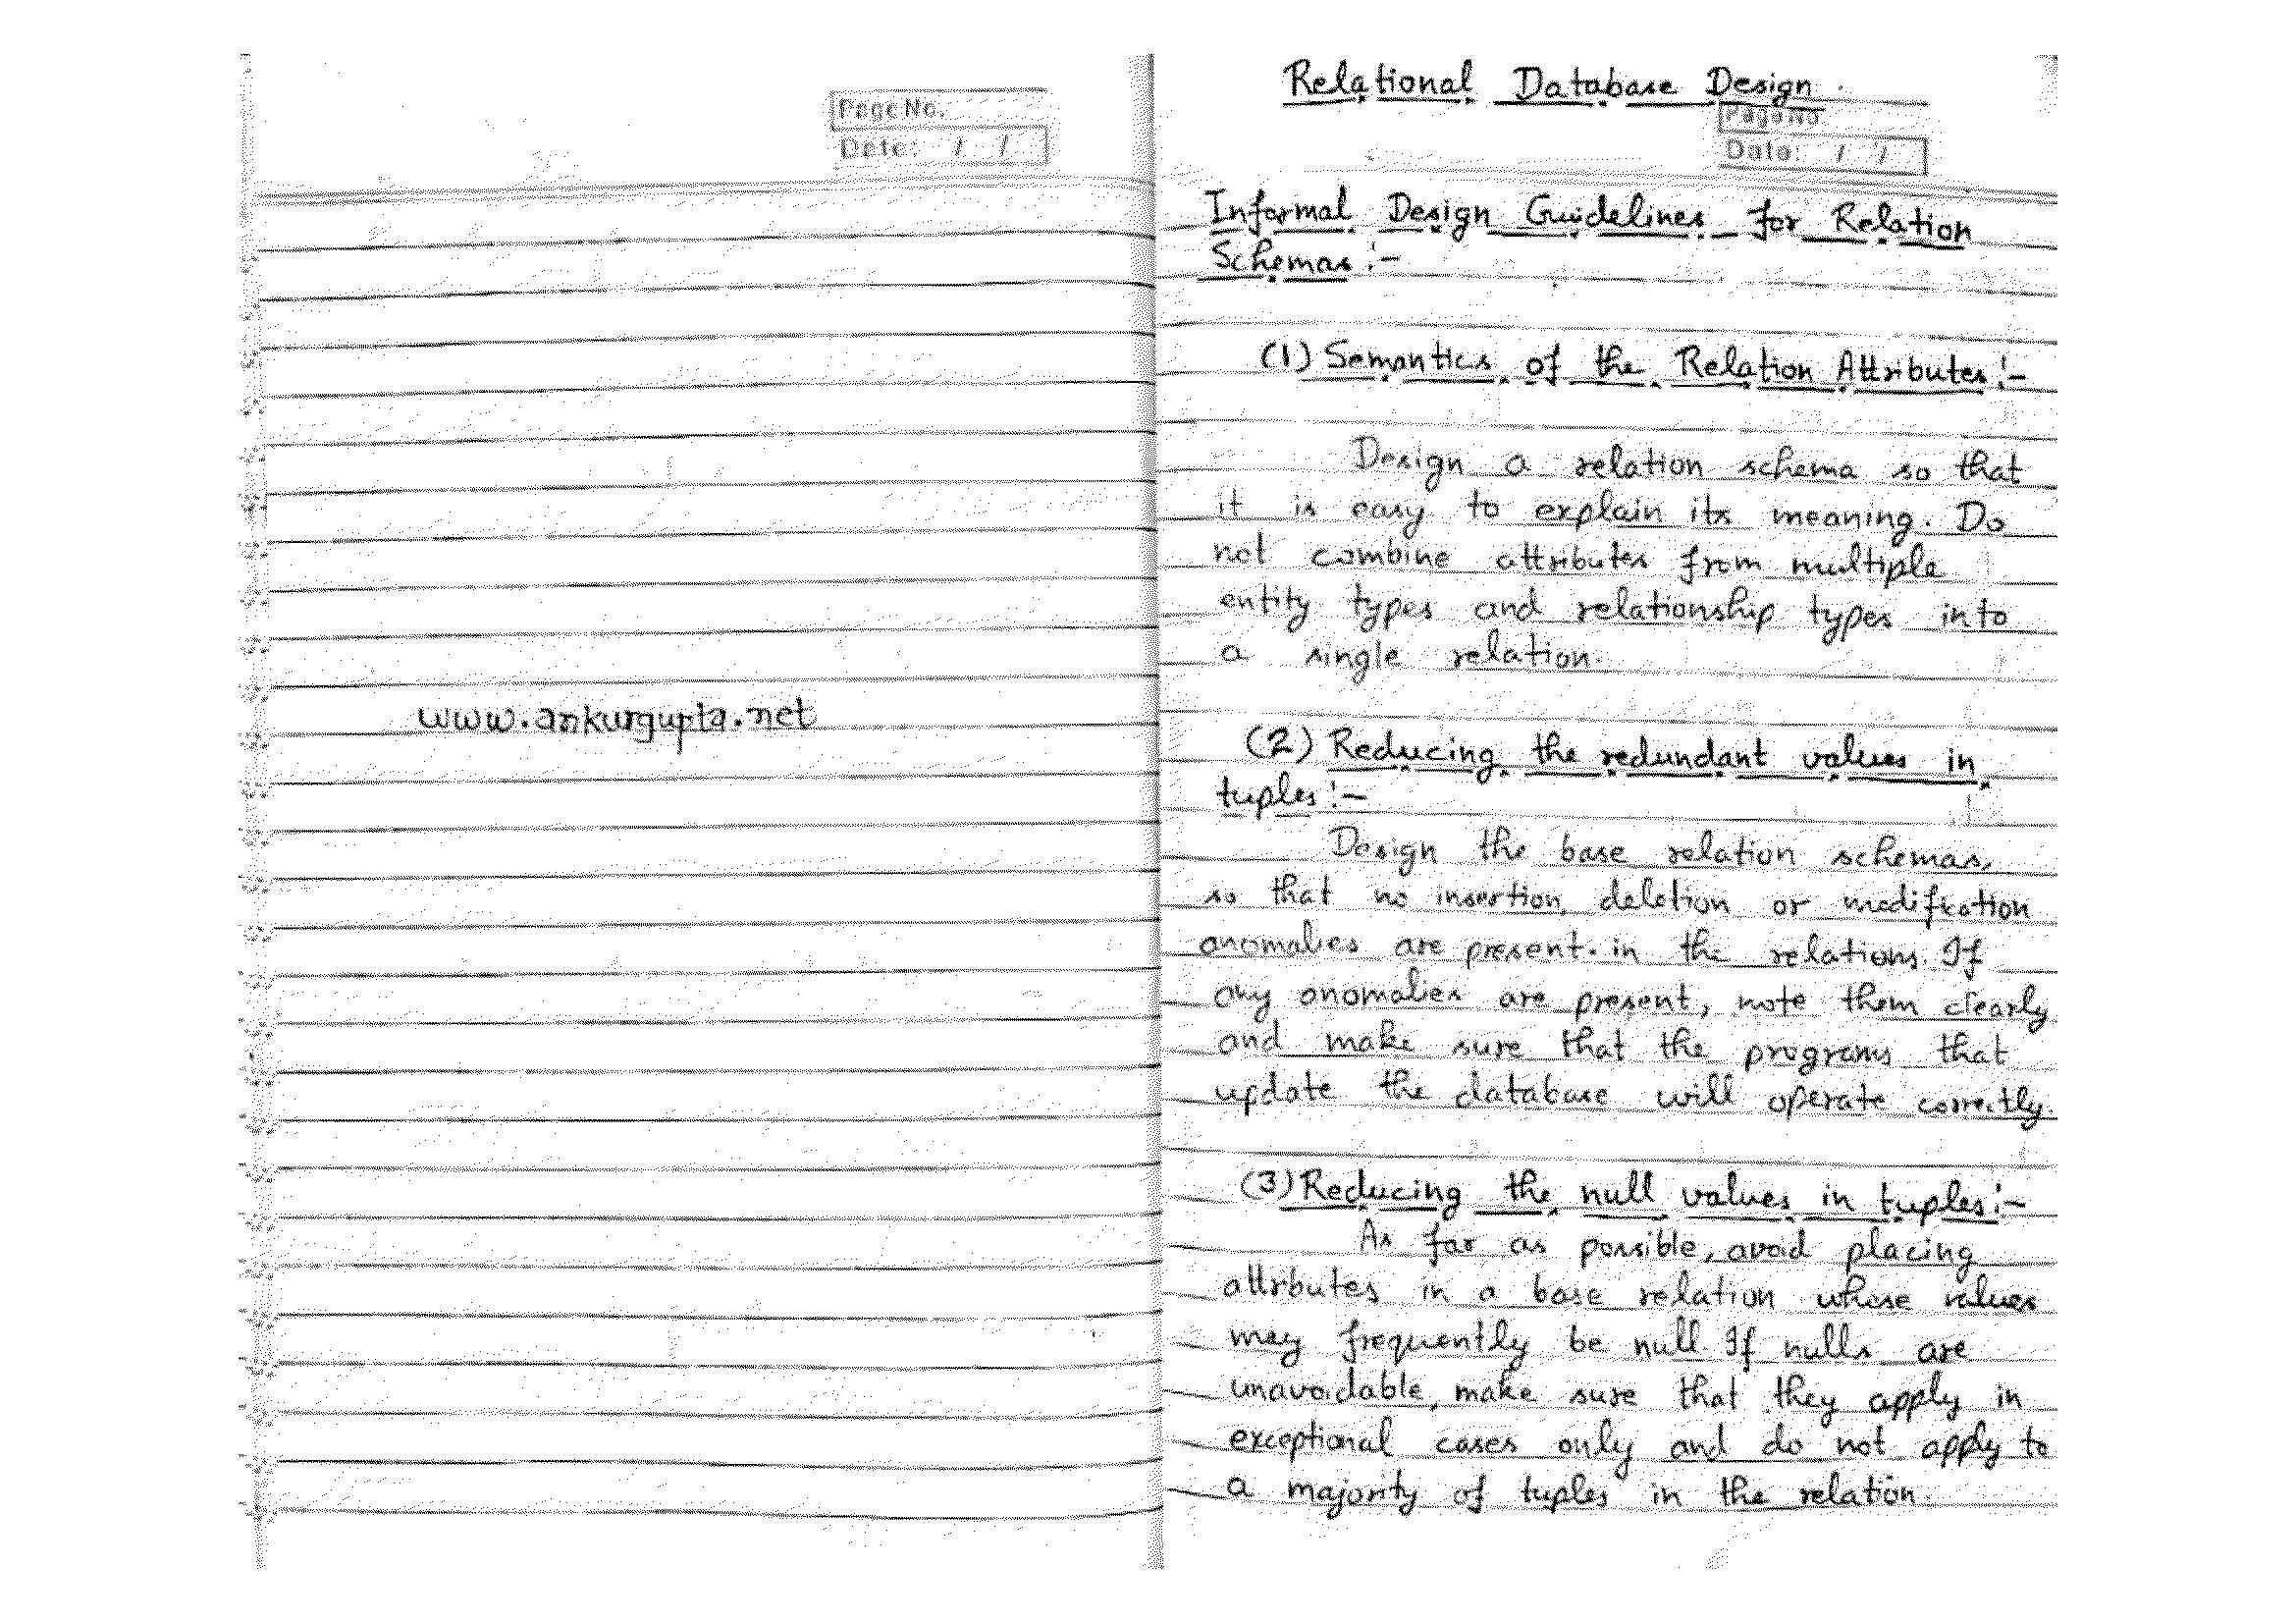 Page No.
Date: / /
www.ankurgupta.net
Relational Database Design.
Page No
Date: / /
Informal Design Guidelines for Relation
Schemas :-
(1) Semantics of the Relation Attributes :-
Design a relation schema so that
it is easy to explain its meaning. Do
not combine attributes from multiple
entity types and relationship types into
a single relation.
(2) Reducing the redundant values in
tuples :-
Design the base relation schemas,
so that no insertion, deletion or modification
anomalies are present in the relations. If
any anomalies are present, note them clearly
and make sure that the programs that
update the database will operate correctly.
(3) Reducing the null values in tuples :-
As far as possible, avoid placing
attributes in a base relation whose values
may frequently be null. If nulls are
unavoidable, make sure that they apply in
exceptional cases only and do not apply to
a majority of tuples in the relation.